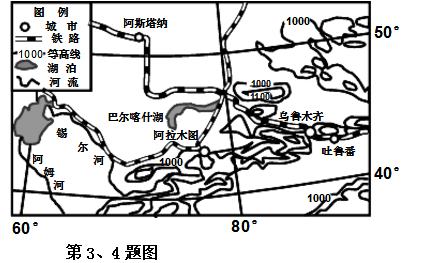 图 例
城 市
铁 路
1000 等高线
湖 泊
河 流
阿斯塔纳
1000
50°
1000
1100
巴尔喀什湖
乌鲁木齐
阿拉木图
吐鲁番
1000
锡尔河
阿姆河
40°
1000
60°
80°
第3、4题图